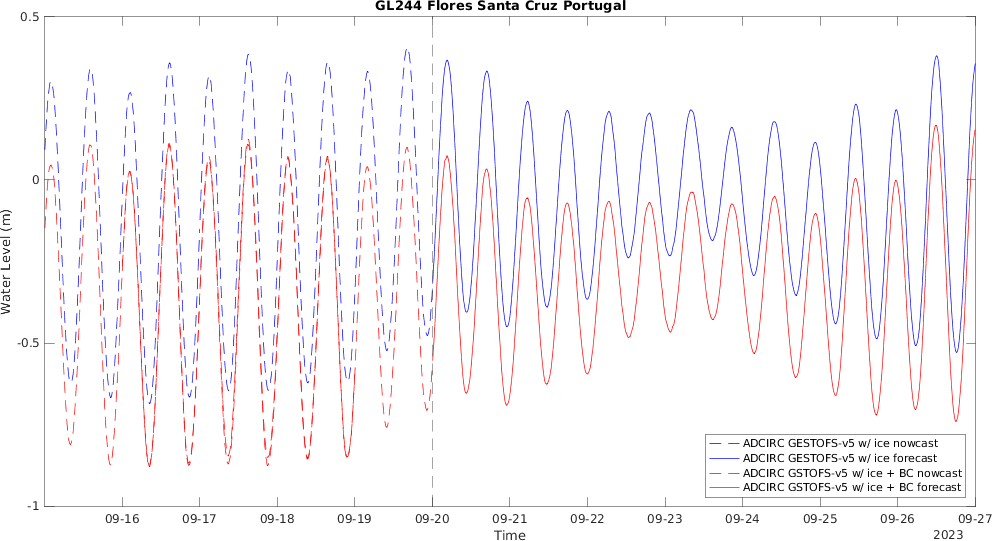 GL244 Flores Santa Cruz Portugal
Water Level (m)
0.5
0
-0.5
-1
ADCIRC GESTOFS-v5 w/ ice nowcast
ADCIRC GESTOFS-v5 w/ ice forecast
ADCIRC GSTOFS-v5 w/ ice + BC nowcast
ADCIRC GSTOFS-v5 w/ ice + BC forecast
09-16 09-17 09-18 09-19 09-20 09-21 09-22 09-23 09-24 09-25 09-26 09-27
Time
2023